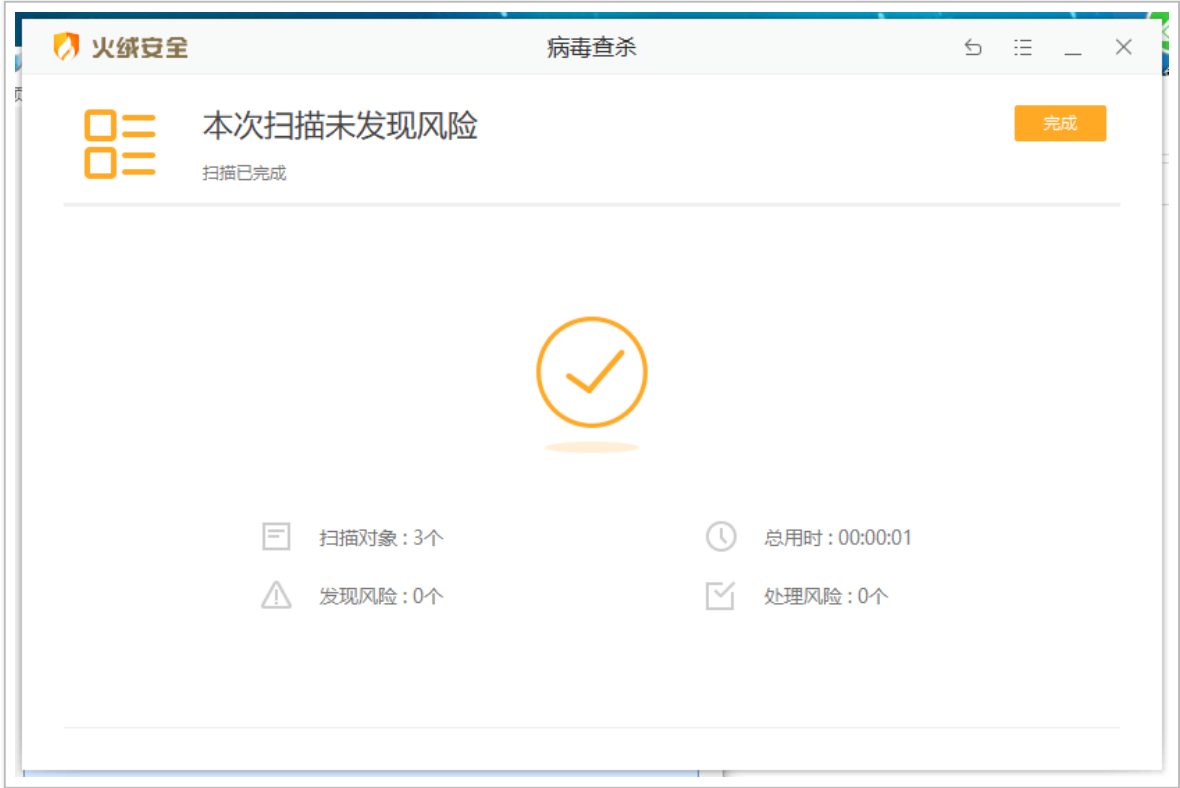 火绒安全
病毒查杀
本次扫描未发现风险
完成
扫描已完成
扫描对象 : 3个
总用时 : 00:00:01
发现风险 : 0个
处理风险 : 0个